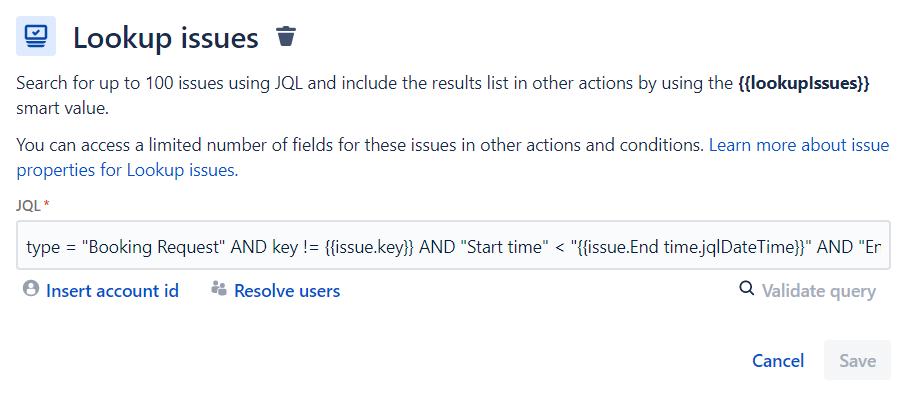 Lookup issues
Search for up to 100 issues using JQL and include the results list in other actions by using the {{lookupIssues}}
smart value.
You can access a limited number of fields for these issues in other actions and conditions. Learn more about issue
properties for Lookup issues.
JQL*
type = "Booking Request" AND key != {{issue.key}} AND "Start time" < "{{issue.End time.jqlDateTime}}" AND "En
Insert account id Resolve users Validate query
Cancel Save